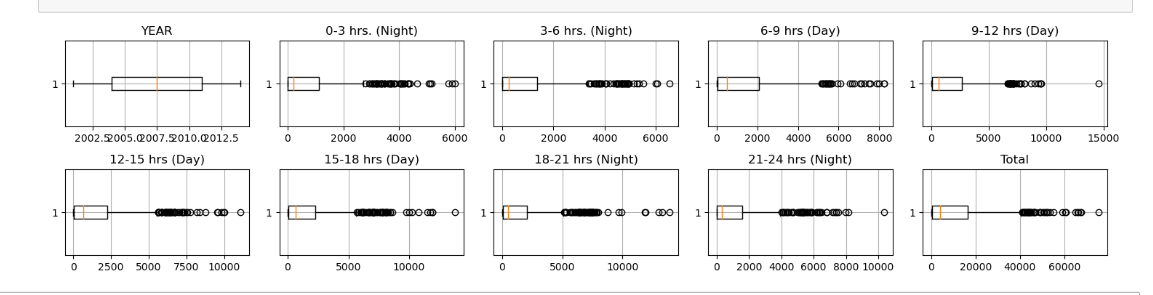 YEAR 0-3 hrs. (Night) 3-6 hrs. (Night) 6-9 hrs (Day) 9-12 hrs (Day)
1 1 1 1 1
2002.5 2005.0 2007.5 2010.0 2012.5 0 2000 4000 6000 0 2000 4000 6000 0 2000 4000 6000 8000 0 5000 10000 15000
12-15 hrs (Day) 15-18 hrs (Day) 18-21 hrs (Night) 21-24 hrs (Night) Total
1 1 1 1 1
0 2500 5000 7500 10000 0 5000 10000 0 5000 10000 0 2000 4000 6000 8000 10000 0 20000 40000 60000